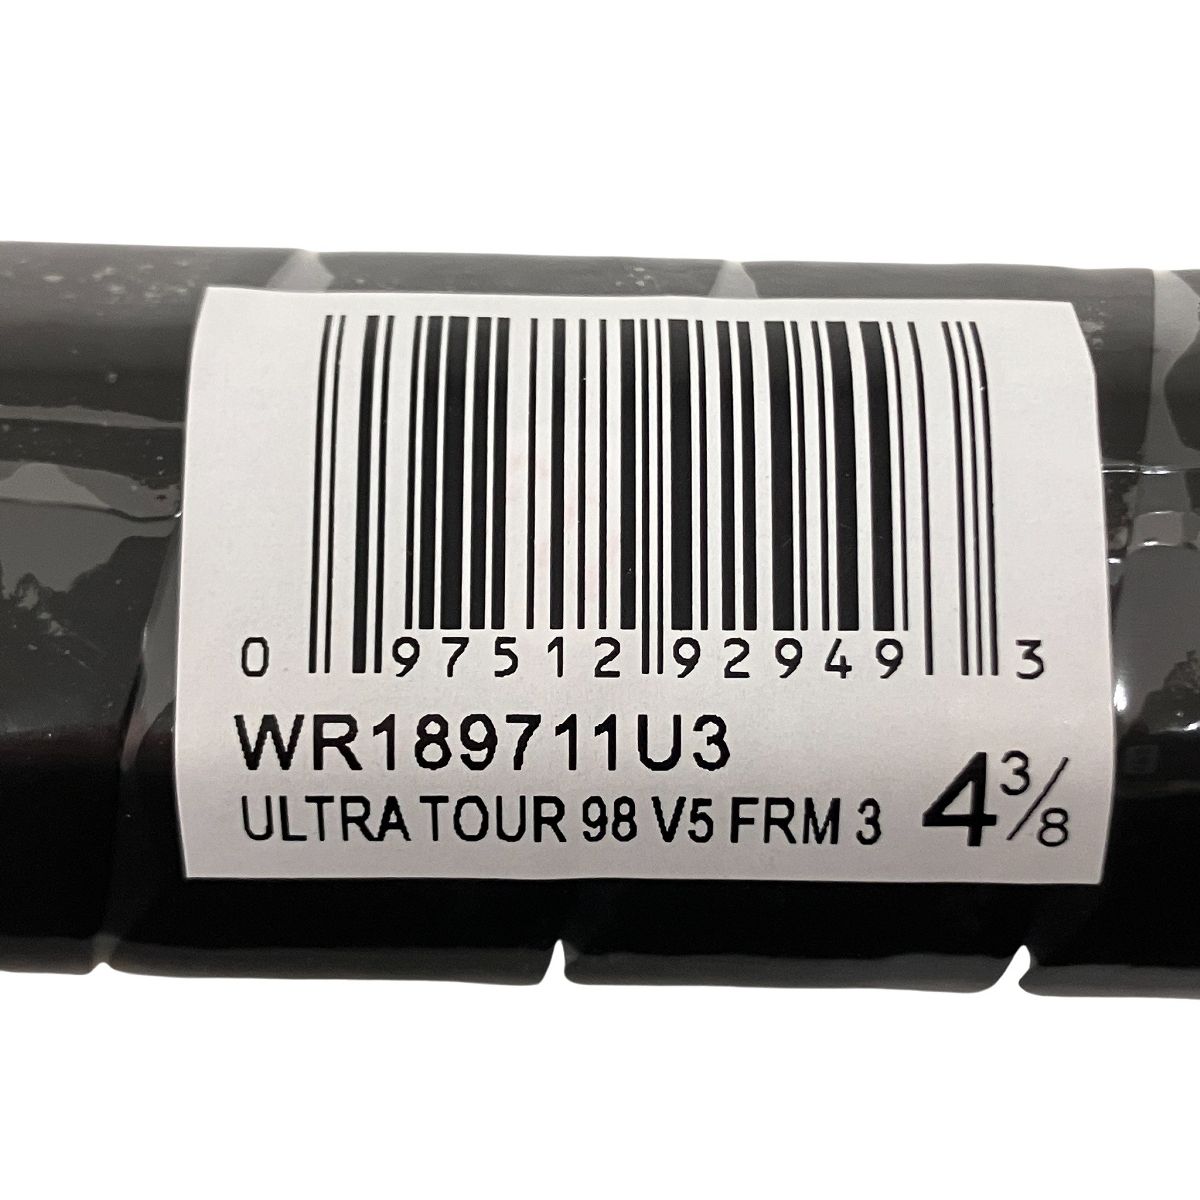 0 97512 92949 3
WR189711U3
ULTRA TOUR 98 V5 FRM 3 4 3/8